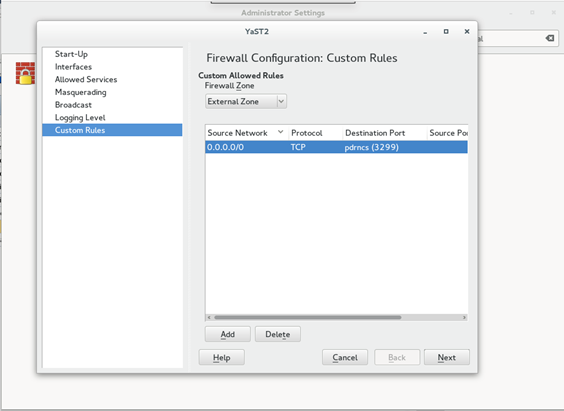 Administrator Settings
YaST2
al
Start-Up
Interfaces
Allowed Services
Masquerading
Broadcast
Logging Level
Custom Rules
Firewall Configuration: Custom Rules
Custom Allowed Rules
Firewall Zone
External Zone
Source Network Protocol Destination Port Source Por
0.0.0.0/0 TCP pdrncs (3299)
Add Delete
Help Cancel Back Next